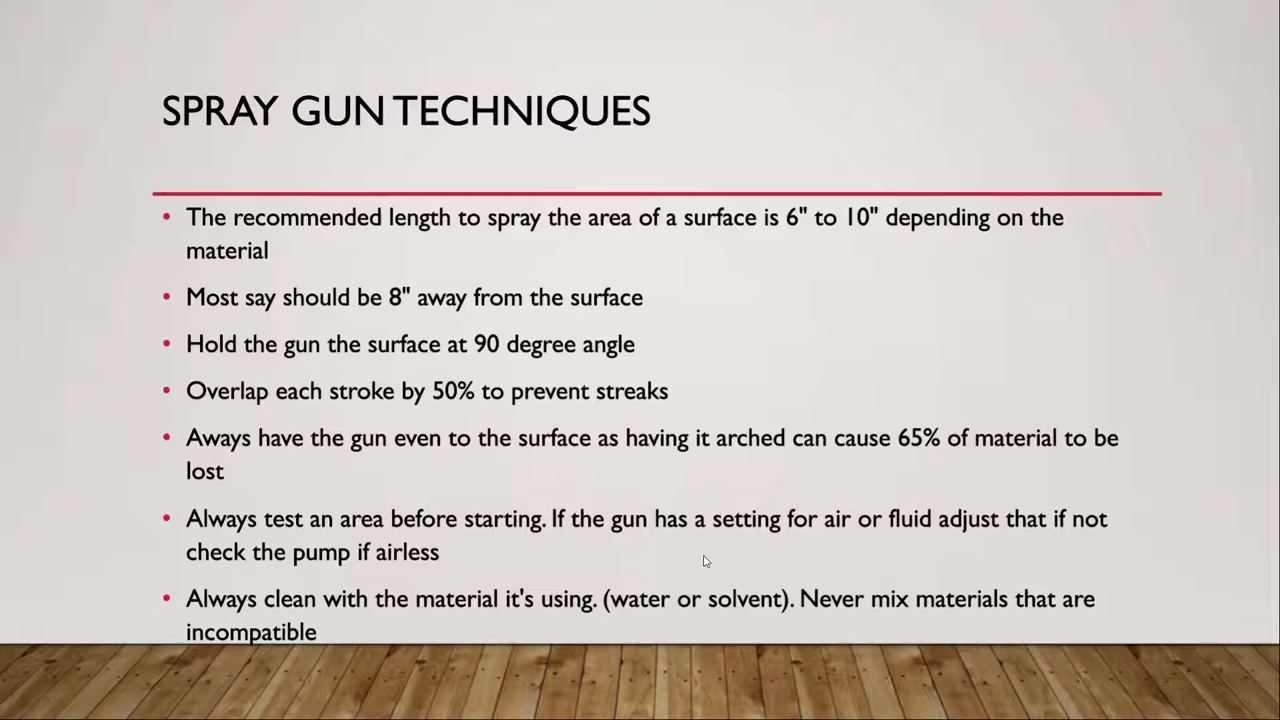 SPRAY GUN TECHNIQUES
• The recommended length to spray the area of a surface is 6" to 10" depending on the
material
• Most say should be 8" away from the surface
• Hold the gun the surface at 90 degree angle
• Overlap each stroke by 50% to prevent streaks
• Aways have the gun even to the surface as having it arched can cause 65% of material to be
lost
• Always test an area before starting. If the gun has a setting for air or fluid adjust that if not
check the pump if airless
• Always clean with the material it's using. (water or solvent). Never mix materials that are
incompatible